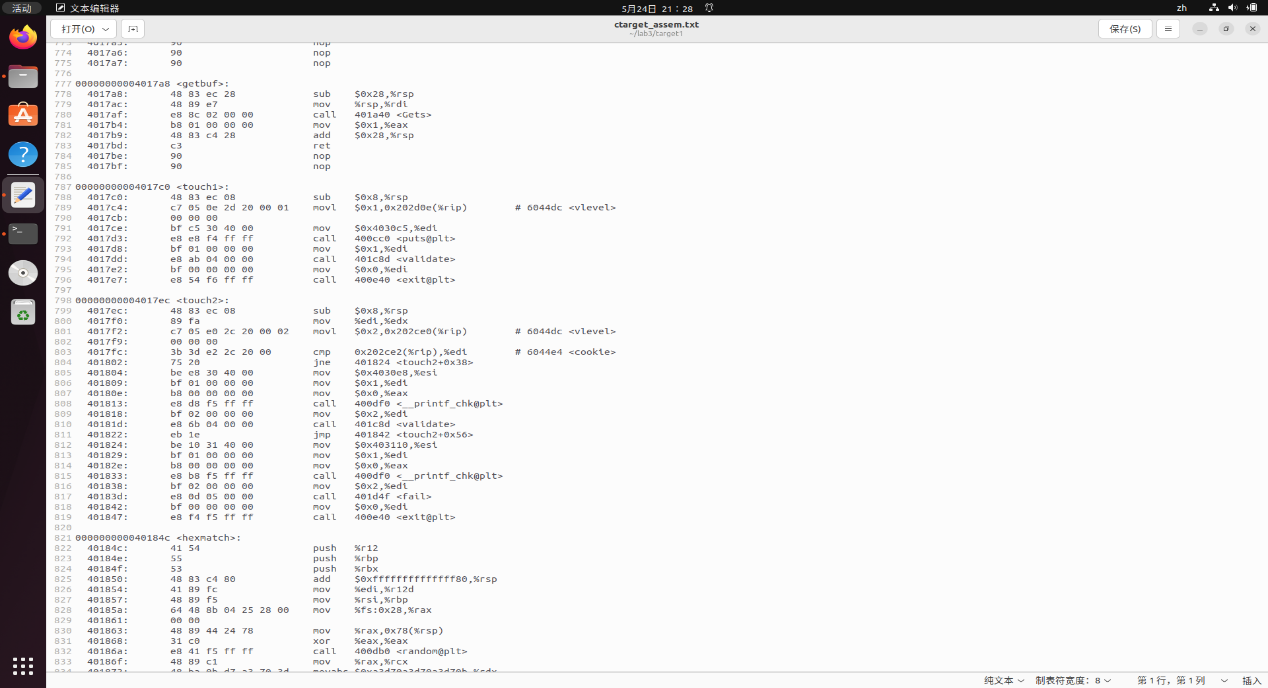 活动 文本编辑器 5月24日 21：28 zh
打开(O) ctarget_assem.txt 保存(S)
~/lab3/target1
774 4017a6: 90 nop
775 4017a7: 90 nop
776
777 00000000004017a8 <getbuf>:
778 4017a8: 48 83 ec 28 sub $0x28,%rsp
779 4017ac: 48 89 e7 mov %rsp,%rdi
780 4017af: e8 8c 02 00 00 call 401a40 <Gets>
781 4017b4: b8 01 00 00 00 mov $0x1,%eax
782 4017b9: 48 83 c4 28 add $0x28,%rsp
783 4017bd: c3 ret
784 4017be: 90 nop
785 4017bf: 90 nop
786
787 00000000004017c0 <touch1>:
788 4017c0: 48 83 ec 08 sub $0x8,%rsp
789 4017c4: c7 05 0e 2d 20 00 01 movl $0x1,0x202d0e(%rip) # 6044dc <vlevel>
790 4017cb: 00 00 00
791 4017ce: bf c5 30 40 00 mov $0x4030c5,%edi
792 4017d3: e8 e8 f4 ff ff call 400cc0 <puts@plt>
793 4017d8: bf 01 00 00 00 mov $0x1,%edi
794 4017dd: e8 ab 04 00 00 call 401c8d <validate>
795 4017e2: bf 00 00 00 00 mov $0x0,%edi
796 4017e7: e8 54 f6 ff ff call 400e40 <exit@plt>
797
798 00000000004017ec <touch2>:
799 4017ec: 48 83 ec 08 sub $0x8,%rsp
800 4017f0: 89 fa mov %edi,%edx
801 4017f2: c7 05 e0 2c 20 00 02 movl $0x2,0x202ce0(%rip) # 6044dc <vlevel>
802 4017f9: 00 00 00
803 4017fc: 3b 3d e2 2c 20 00 cmp 0x202ce2(%rip),%edi # 6044e4 <cookie>
804 401802: 75 20 jne 401824 <touch2+0x38>
805 401804: be e8 30 40 00 mov $0x4030e8,%esi
806 401809: bf 01 00 00 00 mov $0x1,%edi
807 40180e: b8 00 00 00 00 mov $0x0,%eax
808 401813: e8 d8 f5 ff ff call 400df0 <__printf_chk@plt>
809 401818: bf 02 00 00 00 mov $0x2,%edi
810 40181d: e8 6b 04 00 00 call 401c8d <validate>
811 401822: eb 1e jmp 401842 <touch2+0x56>
812 401824: be 10 31 40 00 mov $0x403110,%esi
813 401829: bf 01 00 00 00 mov $0x1,%edi
814 40182e: b8 00 00 00 00 mov $0x0,%eax
815 401833: e8 b8 f5 ff ff call 400df0 <__printf_chk@plt>
816 401838: bf 02 00 00 00 mov $0x2,%edi
817 40183d: e8 0d 05 00 00 call 401d4f <fail>
818 401842: bf 00 00 00 00 mov $0x0,%edi
819 401847: e8 f4 f5 ff ff call 400e40 <exit@plt>
820
821 000000000040184c <hexmatch>:
822 40184c: 41 54 push %r12
823 40184e: 55 push %rbp
824 40184f: 53 push %rbx
825 401850: 48 83 c4 80 add $0xffffffffffffff80,%rsp
826 401854: 41 89 fc mov %edi,%r12d
827 401857: 48 89 f5 mov %rsi,%rbp
828 40185a: 64 48 8b 04 25 28 00 mov %fs:0x28,%rax
829 401861: 00 00
830 401863: 48 89 44 24 78 mov %rax,0x78(%rsp)
831 401868: 31 c0 xor %eax,%eax
832 40186a: e8 41 f5 ff ff call 400db0 <random@plt>
833 40186f: 48 89 c1 mov %rax,%rcx
纯文本 制表符宽度：8 第 1 行，第 1 列 插入